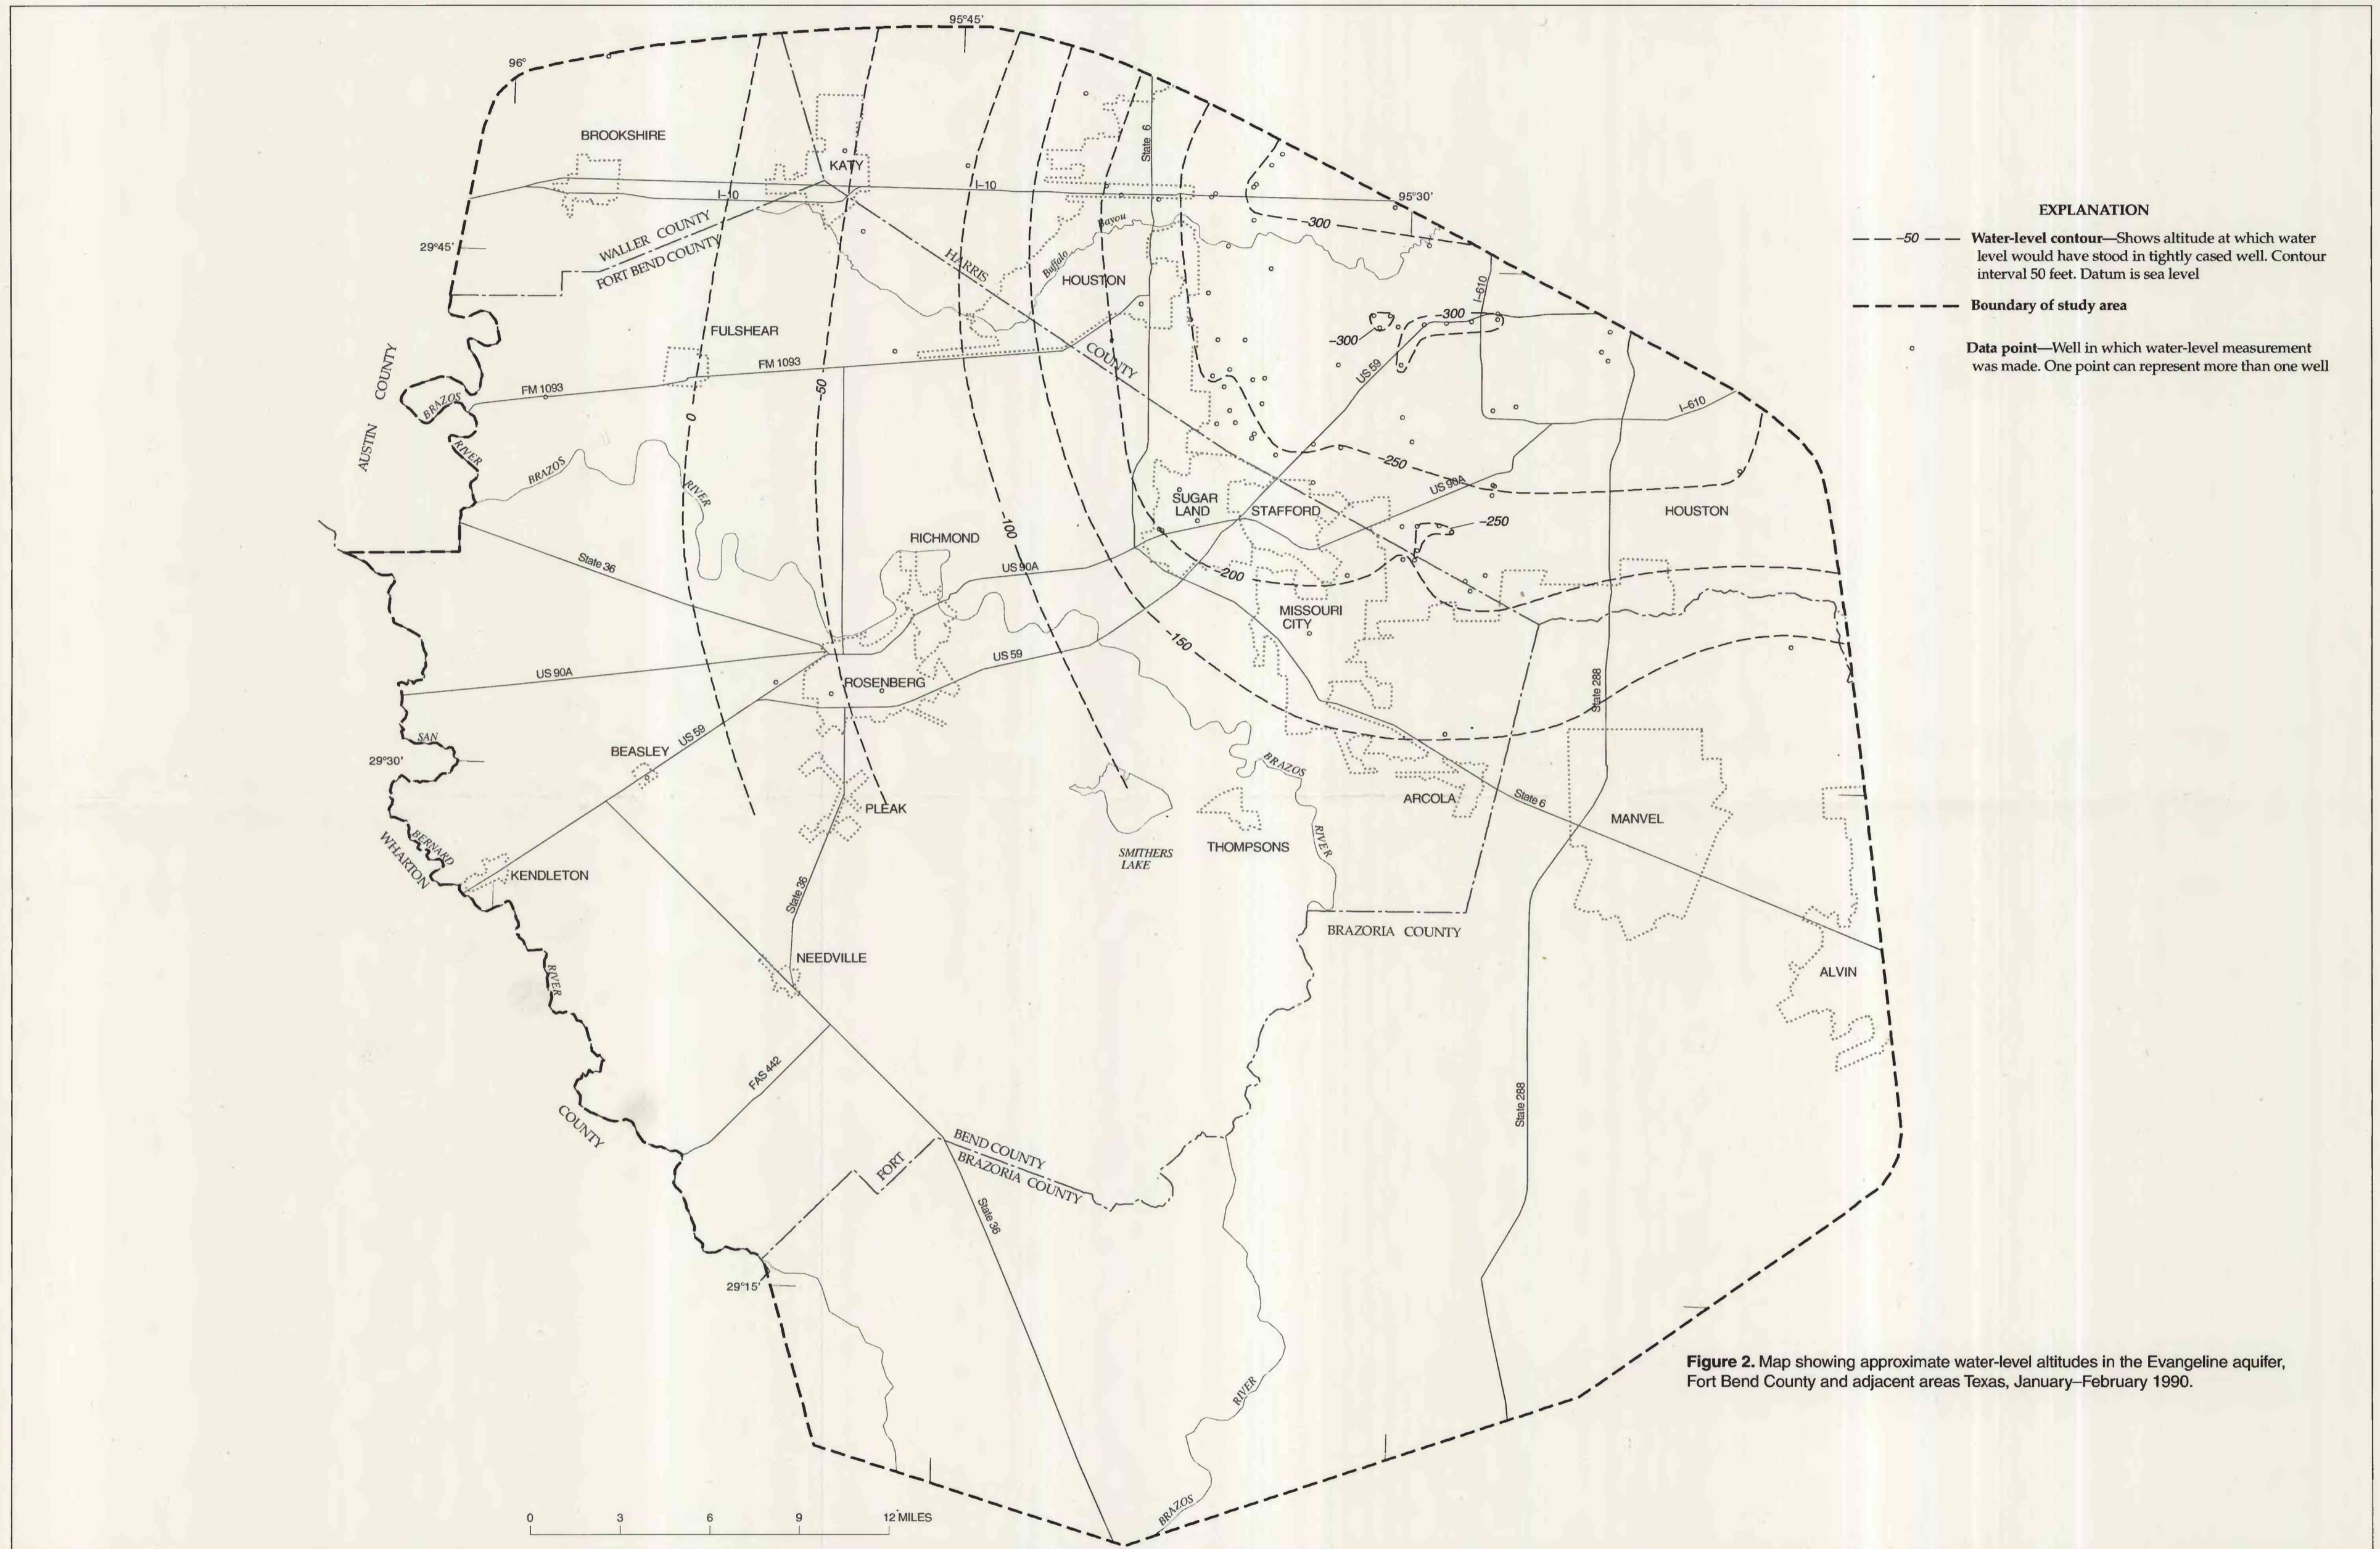 95°45'
96°
State 6
BROOKSHIRE
KATY
I–10
I–10
95°30'
EXPLANATION
–50
Water-level contour—Shows altitude at which water
level would have stood in tightly cased well. Contour
interval 50 feet. Datum is sea level
Boundary of study area
Data point—Well in which water-level measurement
was made. One point can represent more than one well
WALLER COUNTY
FORT BEND COUNTY
29°45'
HARRIS
COUNTY
Buffalo
Bayou
HOUSTON
–300
I–610
–300
–300
FULSHEAR
FM 1093
FM 1093
US 59
I–610
AUSTIN
COUNTY
BRAZOS
RIVER
0
–50
BRAZOS
RIVER
–250
US 90A
SUGAR
LAND
STAFFORD
HOUSTON
–250
–100
RICHMOND
US 90A
State 36
–200
MISSOURI
CITY
–150
US 59
US 90A
ROSENBERG
State 288
SAN
BERNARD
RIVER
BEASLEY
US 59
29°30'
BRAZOS
RIVER
PLEAK
ARCOLA
State 6
MANVEL
THOMPSONS
SMITHERS
LAKE
WHARTON
COUNTY
KENDLETON
State 36
BRAZORIA COUNTY
NEEDVILLE
ALVIN
FAS 442
State 288
FORT
BEND COUNTY
BRAZORIA COUNTY
State 36
29°15'
RIVER
BRAZOS
Figure 2. Map showing approximate water-level altitudes in the Evangeline aquifer,
Fort Bend County and adjacent areas Texas, January–February 1990.
0 3 6 9 12 MILES